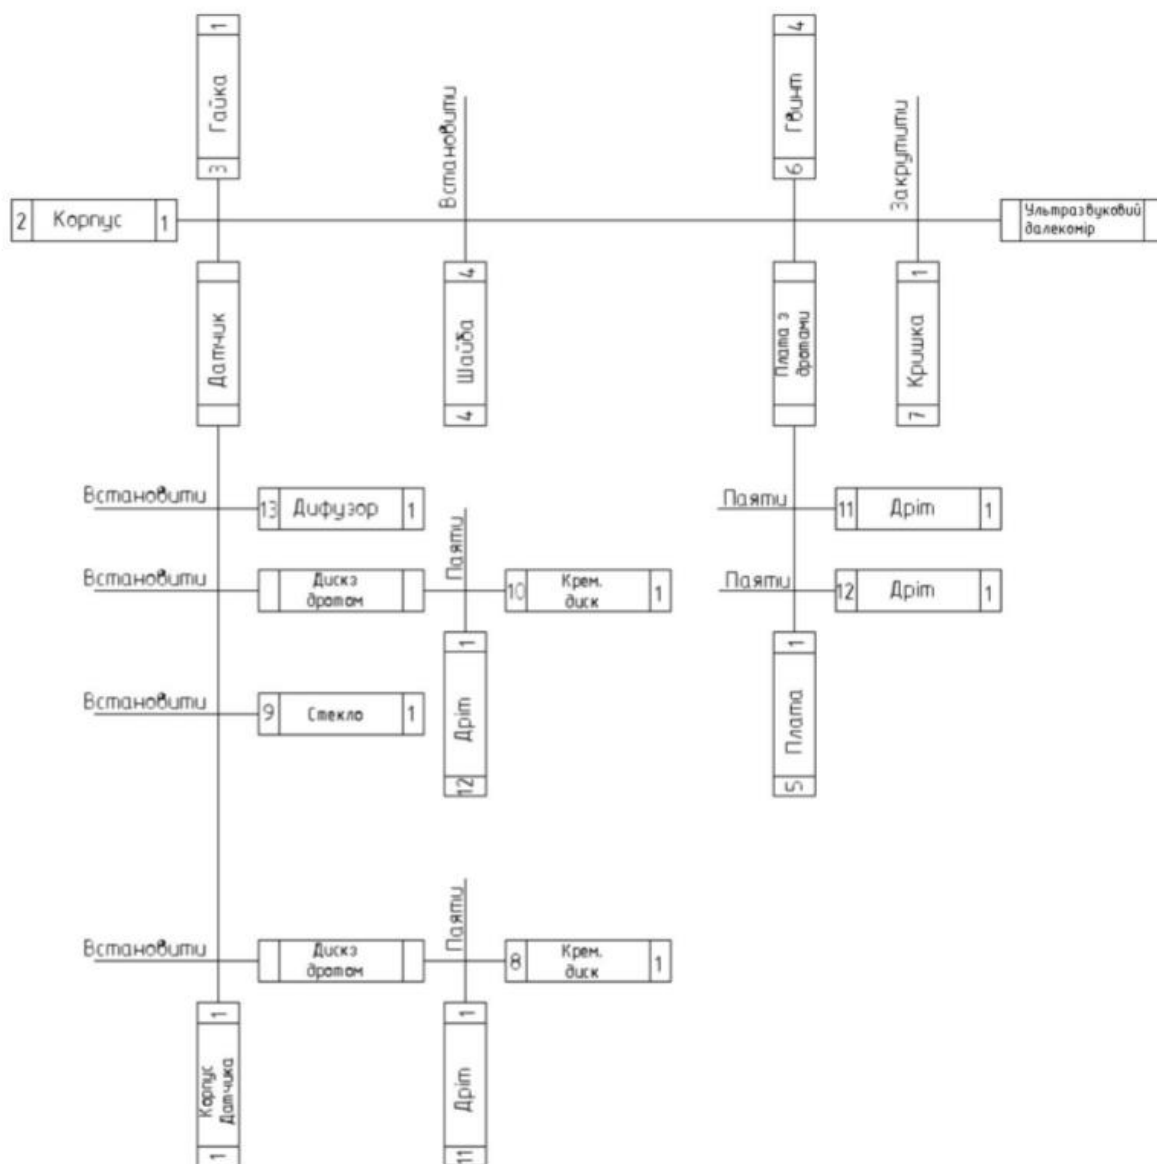 1
Гайка
3
4
Гвинт
6
Встановити
Закрутити
2 Корпус 1
Ультразвуковий
далекомір
Датчик
4
Шайба
4
Плата з
дротами
1
Кришка
7
Встановити
13 Дифузор 1
Паяти
Паяти
11 Дріт 1
Встановити
Дискз
дротом
10 Крем.
диск 1
Паяти
12 Дріт 1
Встановити
9 Стекло 1
1
Дріт
12
1
Плата
5
Паяти
Встановити
Дискз
дротом
8 Крем.
диск 1
1
Корпус
Датчика
1
1
Дріт
11